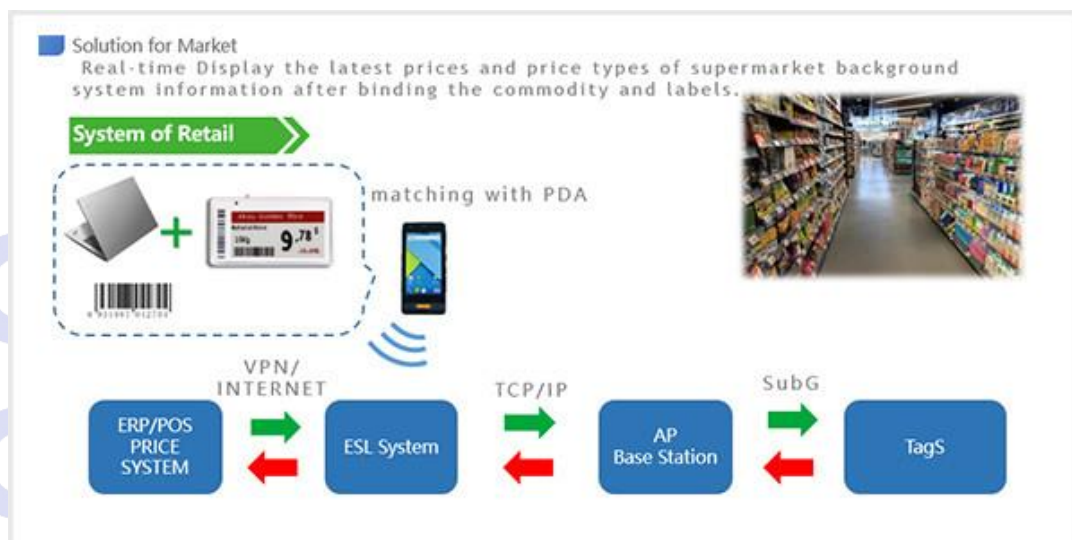 Solution for Market
Real-time Display the latest prices and price types of supermarket background
system information after binding the commodity and labels.
System of Retail
matching with PDA
9.78 $
VPN/
INTERNET
TCP/IP
SubG
ERP/POS
PRICE
SYSTEM
ESL System
AP
Base Station
TagS